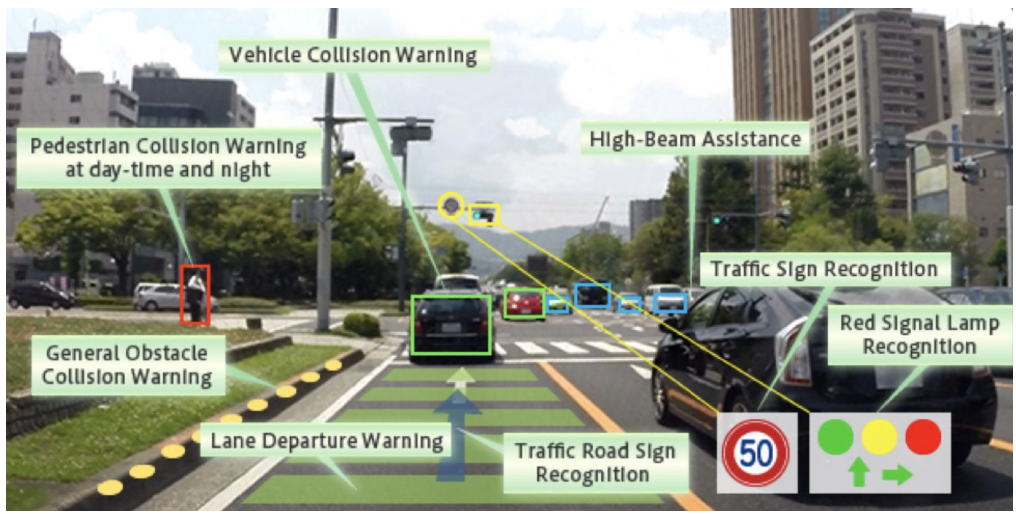 Vehicle Collision Warning
Pedestrian Collision Warning
at day-time and night
High-Beam Assistance
Traffic Sign Recognition
Red Signal Lamp
Recognition
General Obstacle
Collision Warning
Lane Departure Warning
Traffic Road Sign
Recognition
50